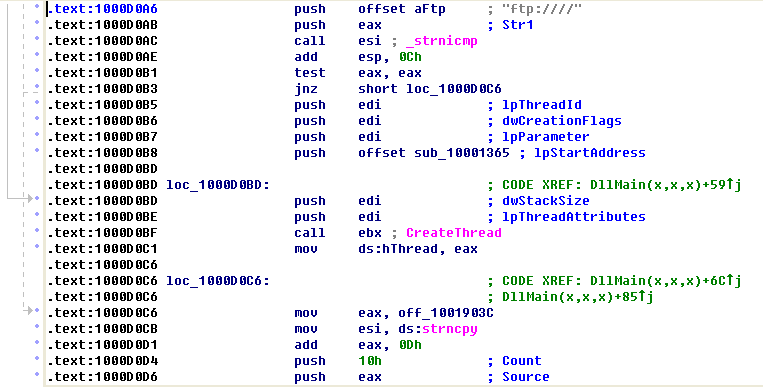 .text:1000D0A6 push offset aFtp ; "ftp:////"
.text:1000D0AB push eax ; Str1
.text:1000D0AC call esi ; _strnicmp
.text:1000D0AE add esp, 0Ch
.text:1000D0B1 test eax, eax
.text:1000D0B3 jnz short loc_1000D0C6
.text:1000D0B5 push edi ; lpThreadId
.text:1000D0B6 push edi ; dwCreationFlags
.text:1000D0B7 push edi ; lpParameter
.text:1000D0B8 push offset sub_10001365 ; lpStartAddress
.text:1000D0BD
.text:1000D0BD loc_1000D0BD: ; CODE XREF: DllMain(x,x,x)+59↑j
.text:1000D0BD push edi ; dwStackSize
.text:1000D0BE push edi ; lpThreadAttributes
.text:1000D0BF call ebx ; CreateThread
.text:1000D0C1 mov ds:hThread, eax
.text:1000D0C6
.text:1000D0C6 loc_1000D0C6: ; CODE XREF: DllMain(x,x,x)+6C↑j
.text:1000D0C6 ; DllMain(x,x,x)+85↑j
.text:1000D0C6 mov eax, off_1001903C
.text:1000D0CB mov esi, ds:strncpy
.text:1000D0D1 add eax, 0Dh
.text:1000D0D4 push 10h ; Count
.text:1000D0D6 push eax ; Source